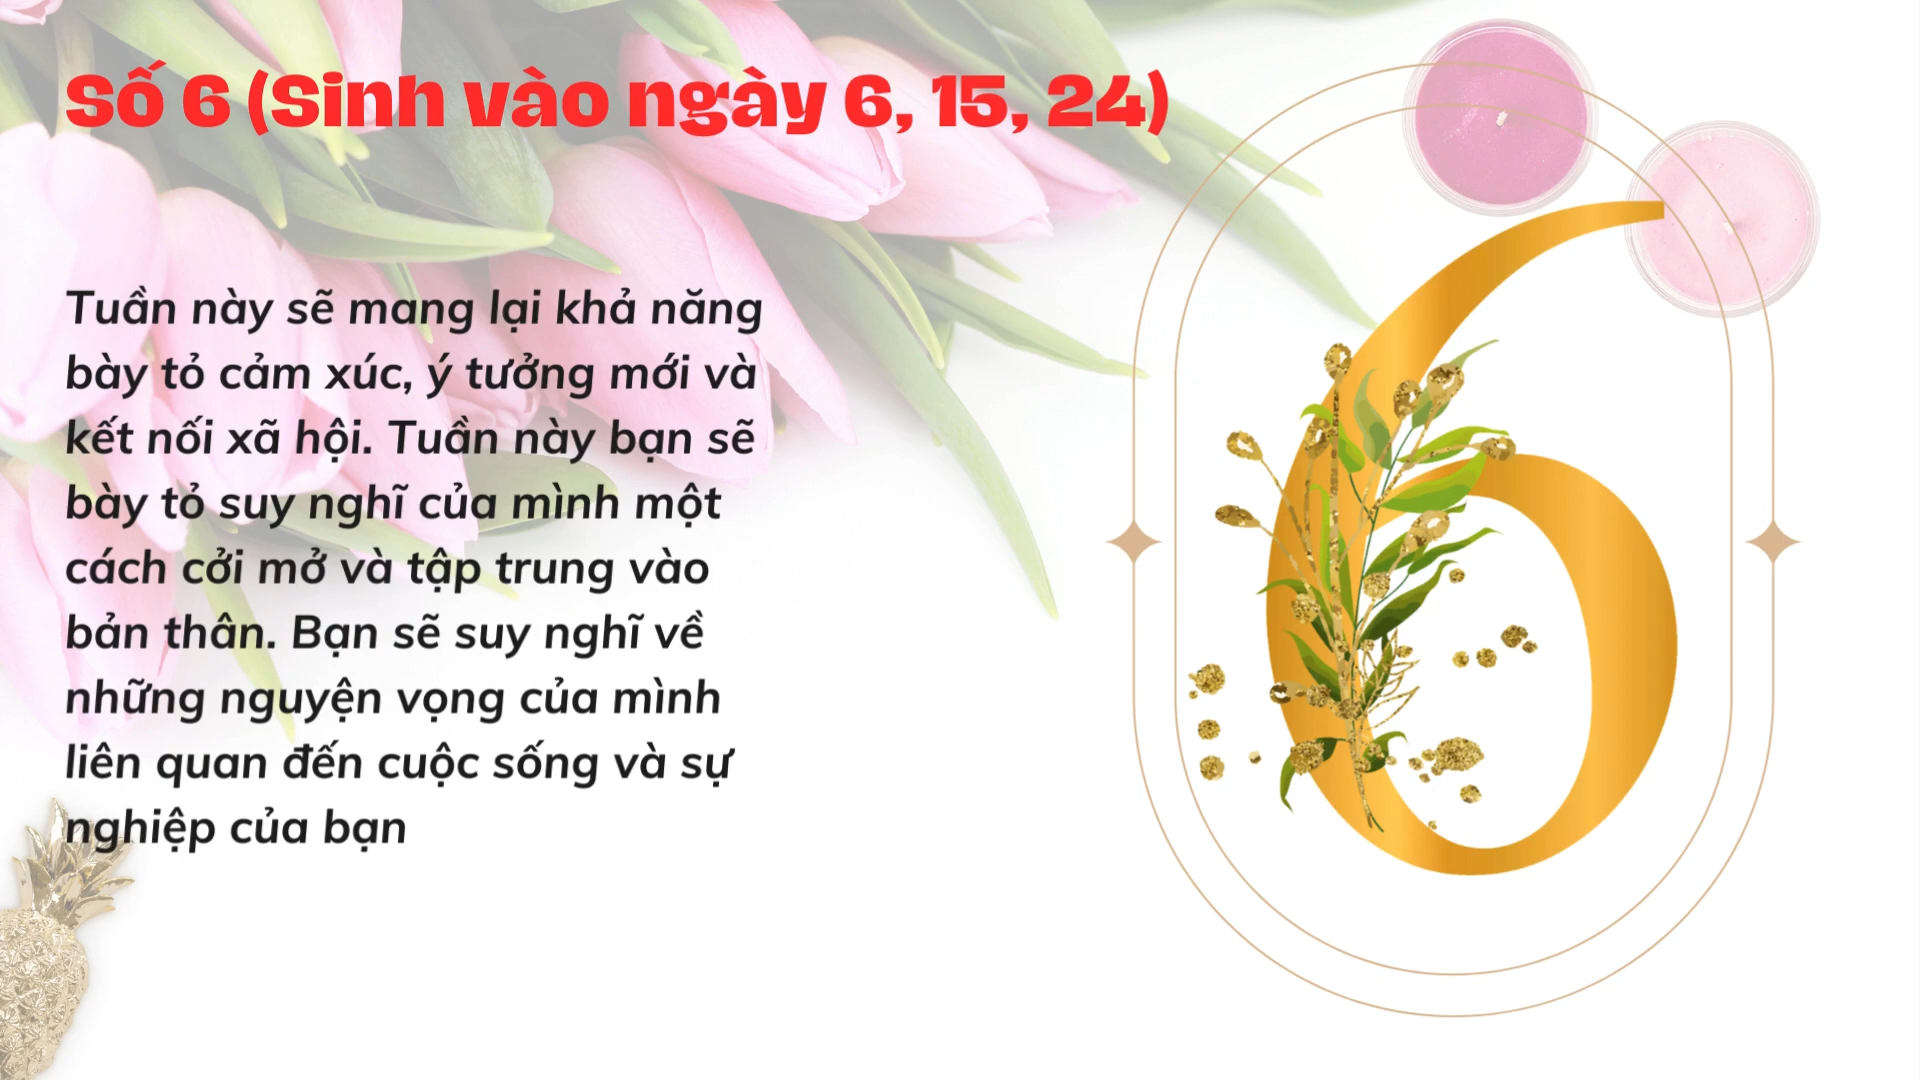 Số 6 (Sinh vào ngày 6, 15, 24)
Tuần này sẽ mang lại khả năng
bày tỏ cảm xúc, ý tưởng mới và
kết nối xã hội. Tuần này bạn sẽ
bày tỏ suy nghĩ của mình một
cách cởi mở và tập trung vào
bản thân. Bạn sẽ suy nghĩ về
những nguyện vọng của mình
liên quan đến cuộc sống và sự
nghiệp của bạn
6